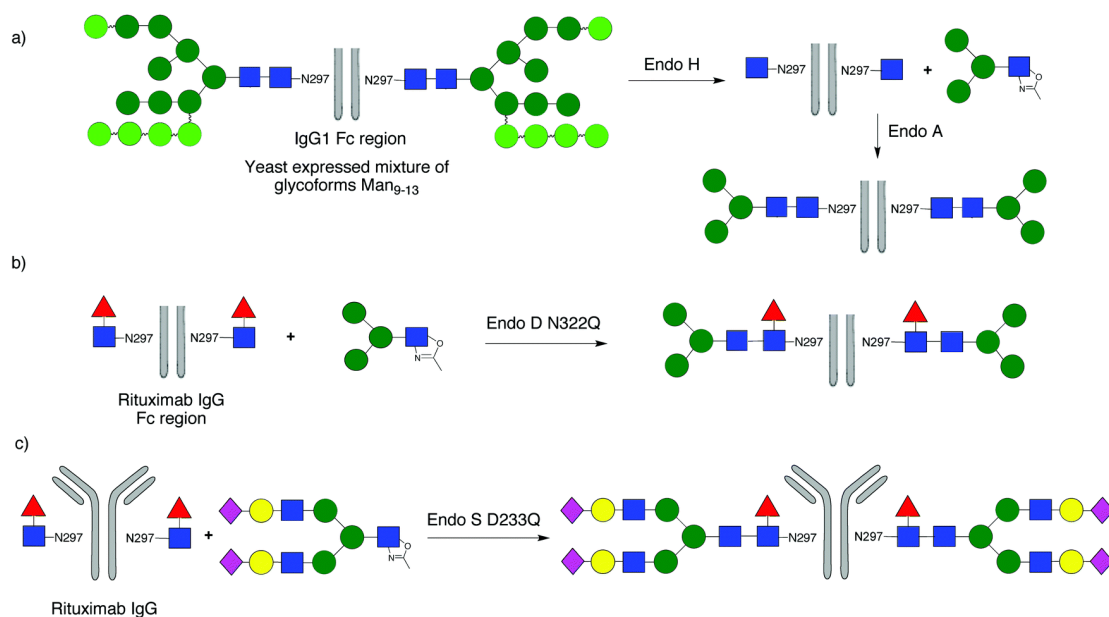 a)
N297
N297
IgG1 Fc region
Yeast expressed mixture of
glycoforms Man9-13
Endo H
N297
N297
+
N
O
Endo A
N297
N297
b)
N297
N297
Rituximab IgG
Fc region
+
N
O
Endo D N322Q
N297
N297
c)
N297
N297
Rituximab IgG
+
N
O
Endo S D233Q
N297
N297